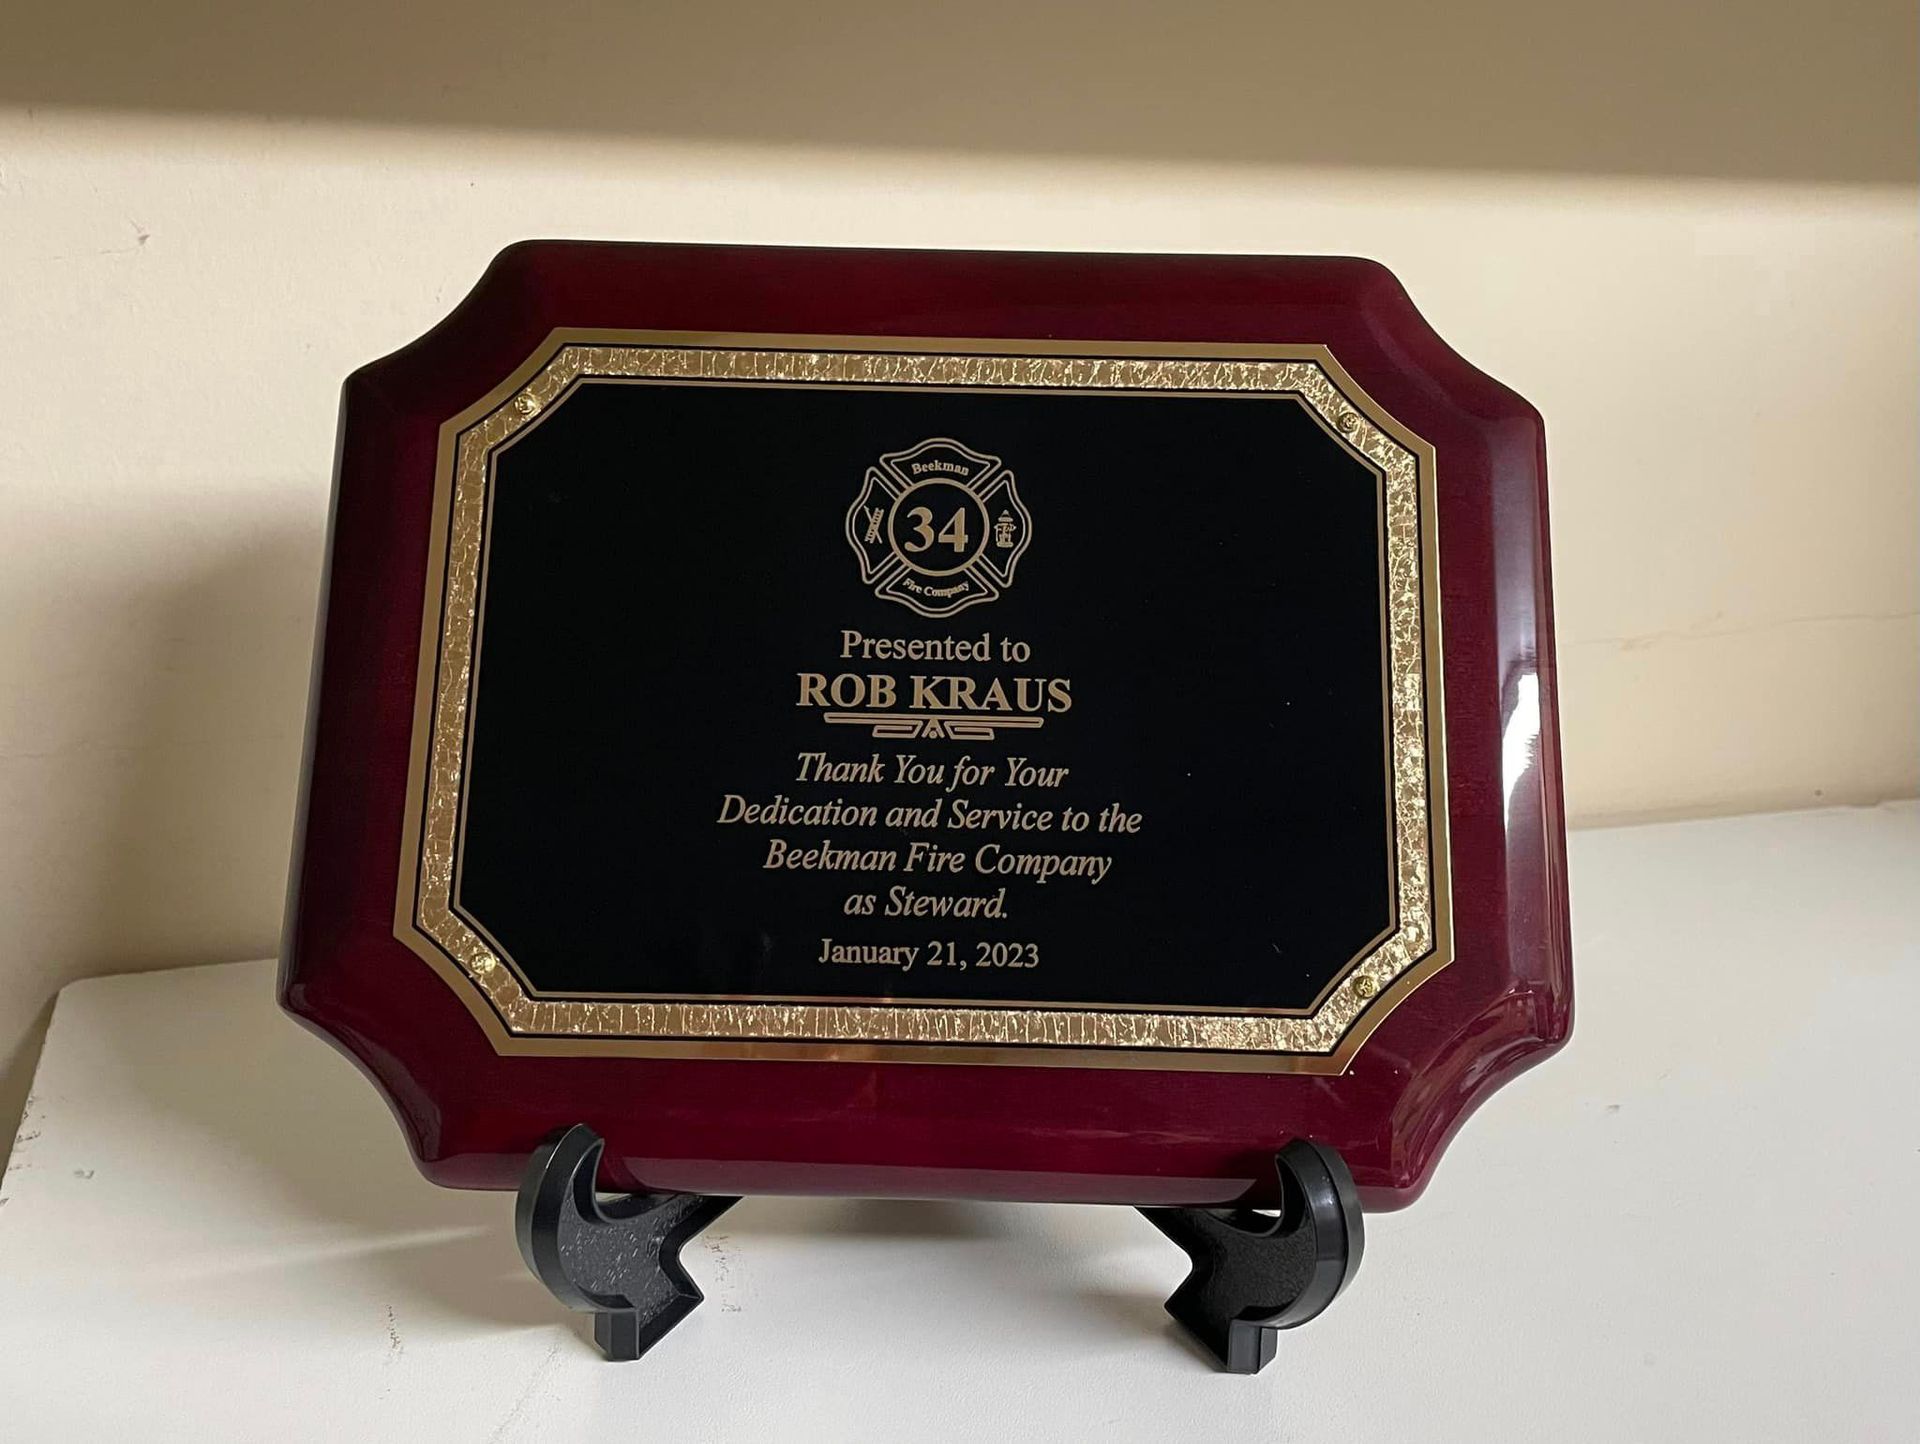 Beekman
34
Fire Company
Presented to
ROB KRAUS
Thank You for Your
Dedication and Service to the
Beekman Fire Company
as Steward.
January 21, 2023